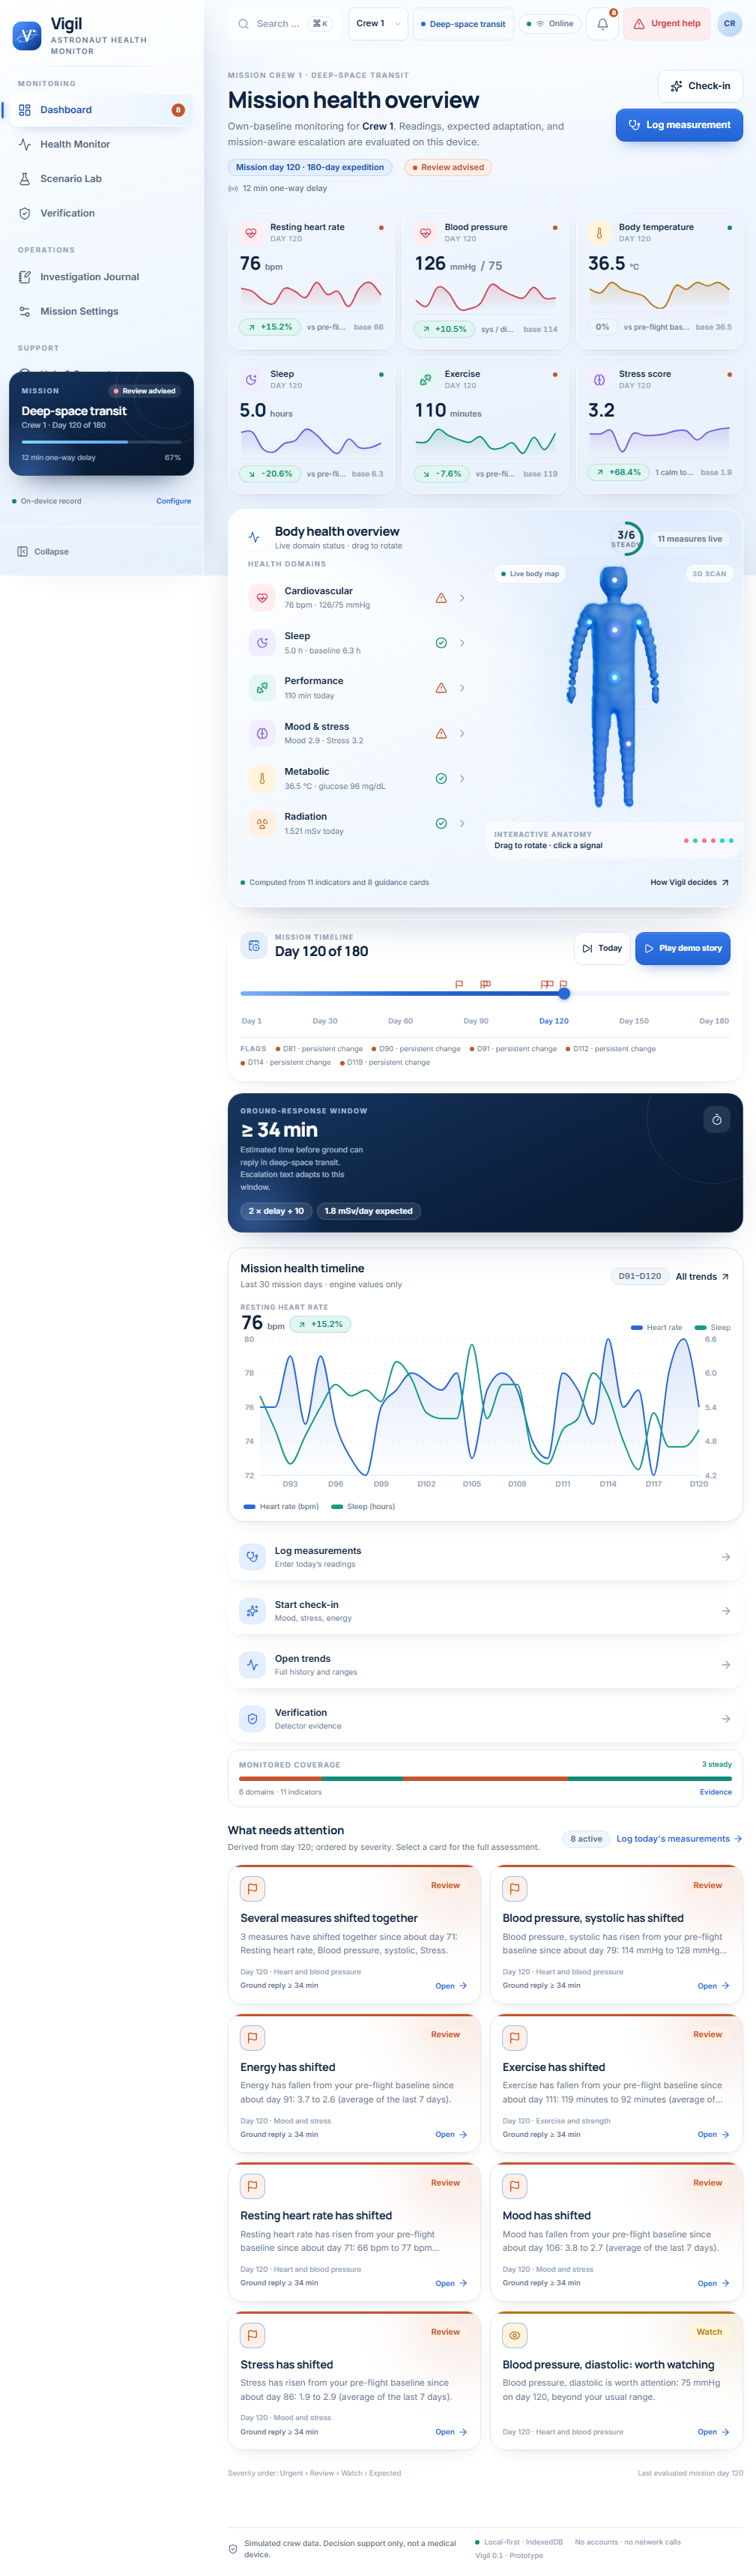 Vigil
ASTRONAUT HEALTH
MONITOR
MONITORING
Dashboard
8
Health Monitor
Scenario Lab
Verification
OPERATIONS
Investigation Journal
Mission Settings
SUPPORT
MISSION
Review advised
Deep-space transit
Crew 1 · Day 120 of 180
12 min one-way delay
67%
On-device record
Configure
Collapse
Search ...
⌘K
Crew 1
Deep-space transit
Online
8
Urgent help
CR
MISSION CREW 1 · DEEP-SPACE TRANSIT
Mission health overview
Own-baseline monitoring for Crew 1. Readings, expected adaptation, and
mission-aware escalation are evaluated on this device.
Check-in
Log measurement
Mission day 120 · 180-day expedition
Review advised
12 min one-way delay
Resting heart rate
DAY 120
76 bpm
+15.2%
vs pre-fli...
base 66
Blood pressure
DAY 120
126 mmHg / 75
+10.5%
sys / di...
base 114
Body temperature
DAY 120
36.5 °C
0%
vs pre-flight bas...
base 36.5
Sleep
DAY 120
5.0 hours
-20.6%
vs pre-fli...
base 6.3
Exercise
DAY 120
110 minutes
-7.6%
vs pre-fli...
base 119
Stress score
DAY 120
3.2
+68.4%
1 calm to...
base 1.9
Body health overview
Live domain status · drag to rotate
3/6
STEADY
11 measures live
HEALTH DOMAINS
Cardiovascular
76 bpm · 126/75 mmHg
Sleep
5.0 h · baseline 6.3 h
Performance
110 min today
Mood & stress
Mood 2.9 · Stress 3.2
Metabolic
36.5 °C · glucose 96 mg/dL
Radiation
1.521 mSv today
Live body map
3D SCAN
INTERACTIVE ANATOMY
Drag to rotate · click a signal
Computed from 11 indicators and 8 guidance cards
How Vigil decides
MISSION TIMELINE
Day 120 of 180
Today
Play demo story
Day 1
Day 30
Day 60
Day 90
Day 120
Day 150
Day 180
FLAGS
D81 · persistent change
D90 · persistent change
D91 · persistent change
D112 · persistent change
D114 · persistent change
D119 · persistent change
GROUND-RESPONSE WINDOW
≥ 34 min
Estimated time before ground can
reply in deep-space transit.
Escalation text adapts to this
window.
2 × delay + 10
1.8 mSv/day expected
Mission health timeline
Last 30 mission days · engine values only
D91–D120
All trends
RESTING HEART RATE
76 bpm
+15.2%
Heart rate
Sleep
80
78
76
74
72
6.6
6.0
5.4
4.8
4.2
D93
D96
D99
D102
D105
D108
D111
D114
D117
D120
Heart rate (bpm)
Sleep (hours)
Log measurements
Enter today's readings
Start check-in
Mood, stress, energy
Open trends
Full history and ranges
Verification
Detector evidence
MONITORED COVERAGE
3 steady
6 domains · 11 indicators
Evidence
What needs attention
Derived from day 120; ordered by severity. Select a card for the full assessment.
8 active
Log today's measurements
Review
Several measures shifted together
3 measures have shifted together since about day 71:
Resting heart rate, Blood pressure, systolic, Stress.
Day 120 · Heart and blood pressure
Ground reply ≥ 34 min
Open
Review
Blood pressure, systolic has shifted
Blood pressure, systolic has risen from your pre-flight
baseline since about day 79: 114 mmHg to 128 mmHg...
Day 120 · Heart and blood pressure
Ground reply ≥ 34 min
Open
Review
Energy has shifted
Energy has fallen from your pre-flight baseline since
about day 91: 3.7 to 2.6 (average of the last 7 days).
Day 120 · Mood and stress
Ground reply ≥ 34 min
Open
Review
Exercise has shifted
Exercise has fallen from your pre-flight baseline since
about day 111: 119 minutes to 92 minutes (average of...
Day 120 · Exercise and strength
Ground reply ≥ 34 min
Open
Review
Resting heart rate has shifted
Resting heart rate has risen from your pre-flight
baseline since about day 71: 66 bpm to 77 bpm...
Day 120 · Heart and blood pressure
Ground reply ≥ 34 min
Open
Review
Mood has shifted
Mood has fallen from your pre-flight baseline since
about day 106: 3.8 to 2.7 (average of the last 7 days).
Day 120 · Mood and stress
Ground reply ≥ 34 min
Open
Review
Stress has shifted
Stress has risen from your pre-flight baseline since
about day 86: 1.9 to 2.9 (average of the last 7 days).
Day 120 · Mood and stress
Ground reply ≥ 34 min
Open
Watch
Blood pressure, diastolic: worth watching
Blood pressure, diastolic is worth attention: 75 mmHg
on day 120, beyond your usual range.
Day 120 · Heart and blood pressure
Open
Severity order: Urgent › Review › Watch › Expected
Last evaluated mission day 120
Simulated crew data. Decision support only, not a medical
device.
Local-first · IndexedDB
No accounts · no network calls
Vigil 0.1 · Prototype